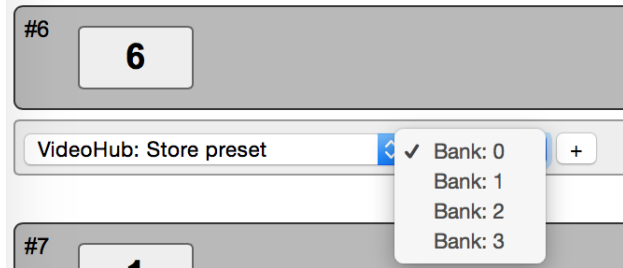 #6
6
VideoHub: Store preset
✓ Bank: 0
+
Bank: 1
Bank: 2
Bank: 3
#7